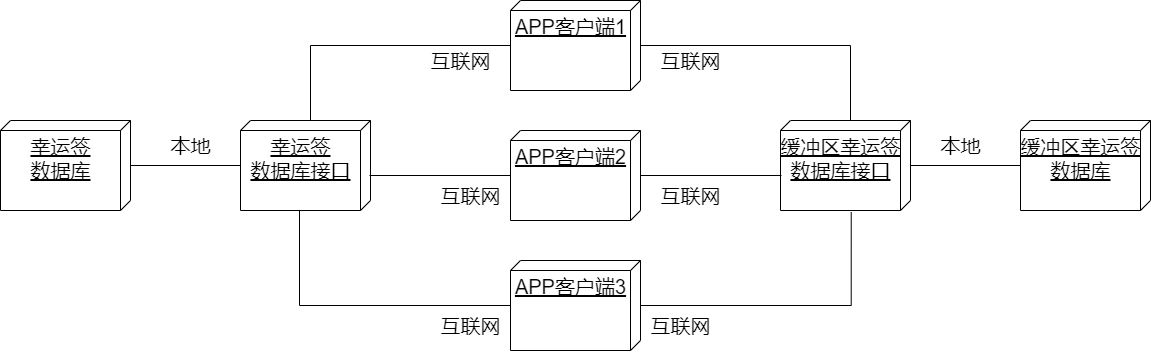 APP客户端1
互联网
互联网
幸运签
数据库
本地
幸运签
数据库接口
APP客户端2
缓冲区幸运签
数据库接口
本地
缓冲区幸运签
数据库
互联网
互联网
APP客户端3
互联网
互联网